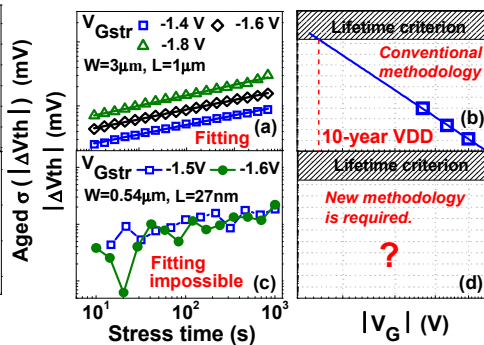 Aged σ(|ΔVth|) (mV)
|ΔVth| (mV)
V_Gstr -1.4 V -1.6 V
-1.8 V
W=3μm, L=1μm
Fitting (a)
Lifetime criterion
Conventional
methodology
(b)
10-year VDD
V_Gstr -1.5V -1.6V
W=0.54μm, L=27nm
Fitting
impossible
(c)
Lifetime criterion
New methodology
is required.
?
(d)
10^1 10^2 10^3
Stress time (s)
|V_G| (V)